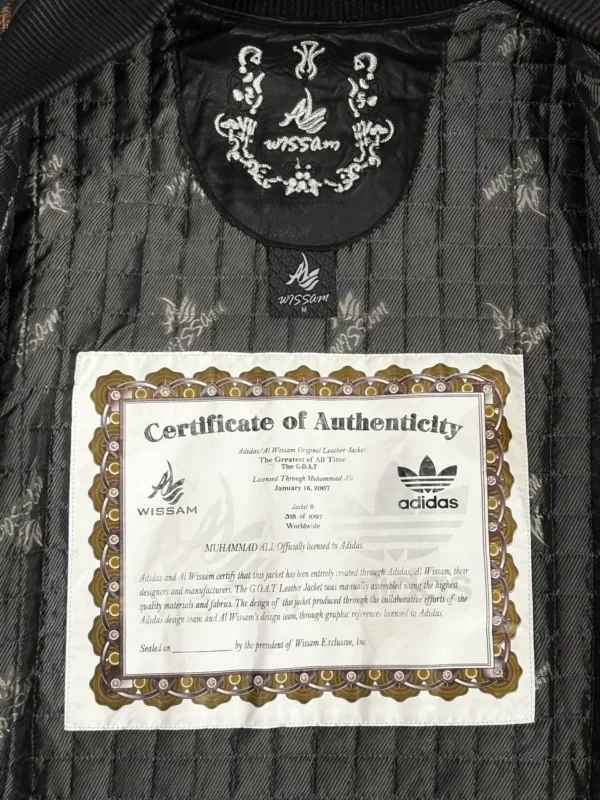 Al
wissam
Al
wissam
M
Certificate of Authenticity
Adidas/Al Wissam Original Leather Jacket
The Greatest of All Time
The G.O.A.T
Licensed Through Muhammad Ali
January 16, 2007
WISSAM
adidas
Jacket #
318 of 1097
Worldwide
MUHAMMAD ALI Officially licensed to Adidas
Adidas and Al Wissam certify that this jacket has been entirely created through Adidas/Al Wissam, their
designers and manufacturers. The G.O.A.T Leather Jacket was manually assembled using the highest
quality materials and fabrics. The design of this jacket produced through the collaborative efforts of the
Adidas design team and Al Wissam's design team, through graphic references licensed to Adidas.
Sealed on __________ by the president of Wissam Exclusive, Inc.